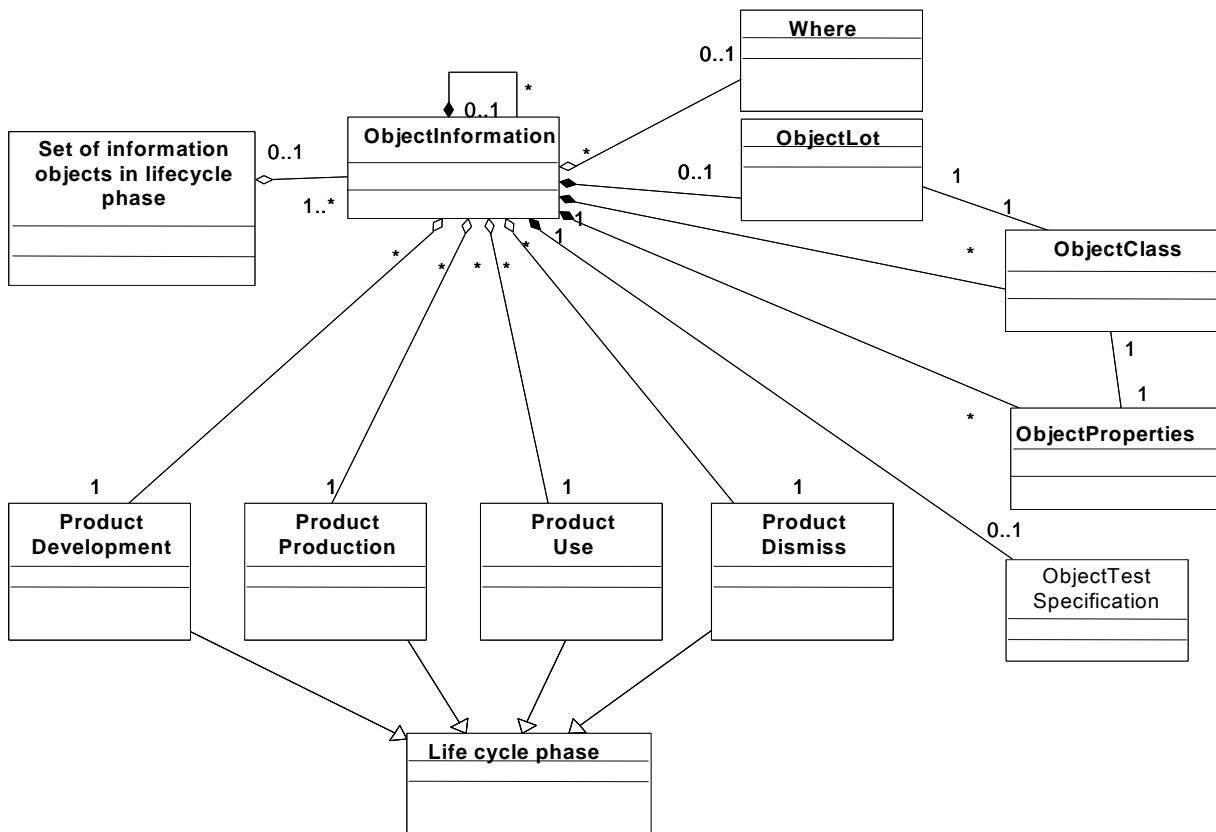 Where
0..1
*
0..1
ObjectInformation
ObjectLot
Set of information
objects in lifecycle
phase
0..1
1..*
*
0..1
1
1
ObjectClass
*
1
1
*
*
*
*
*
1
1
*
ObjectProperties
1
1
1
1
0..1
Product
Development
Product
Production
Product
Use
Product
Dismiss
ObjectTest
Specification
Life cycle phase